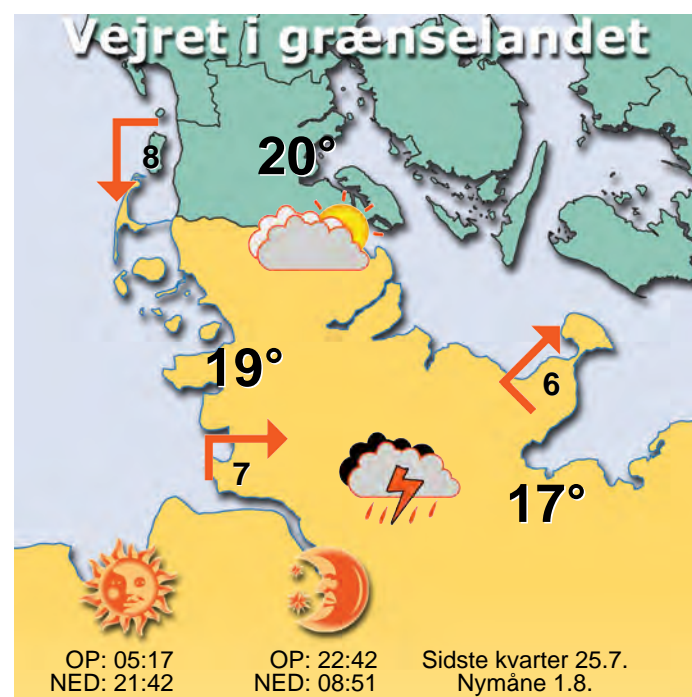 Vejret i grænselandet
8
20°
19°
6
7
17°
OP: 05:17
NED: 21:42
OP: 22:42
NED: 08:51
Sidste kvarter 25.7.
Nymåne 1.8.